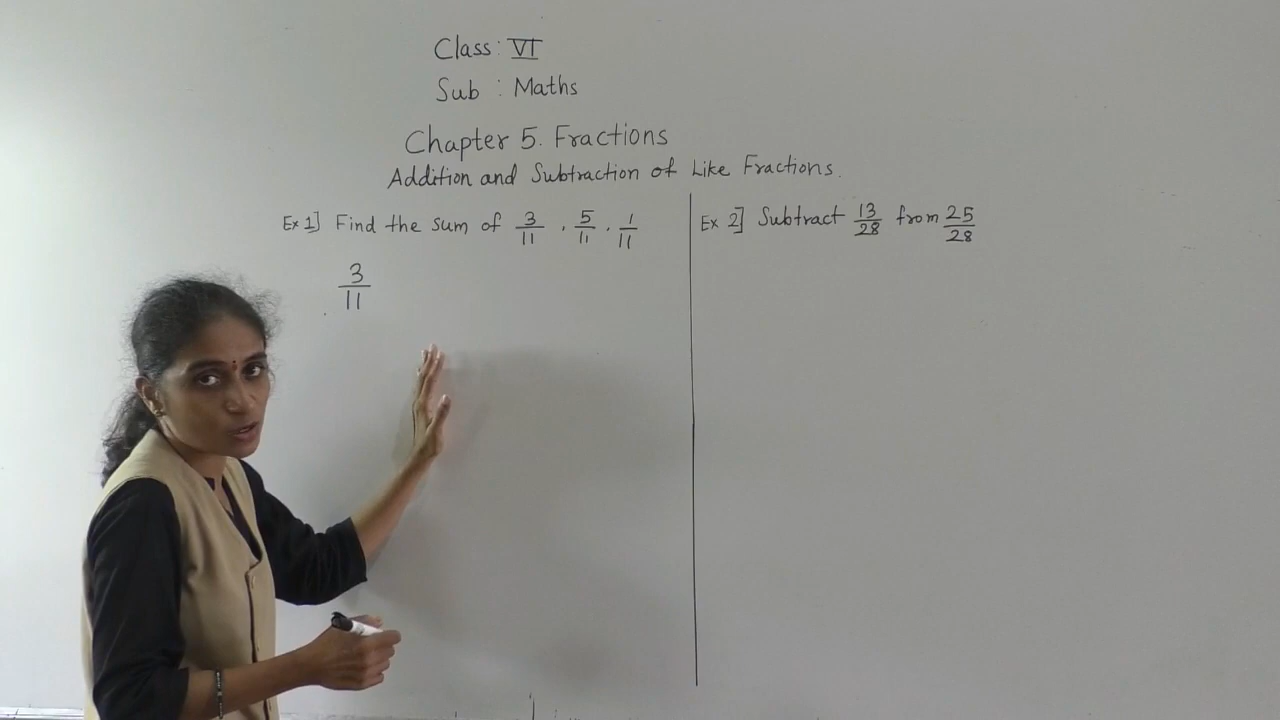 Class: VI
Sub : Maths
Chapter 5. Fractions
Addition and Subtraction of Like Fractions.
Ex 1] Find the sum of 3/11 , 5/11 , 1/11
3/11
Ex 2] Subtract 13/28 from 25/28